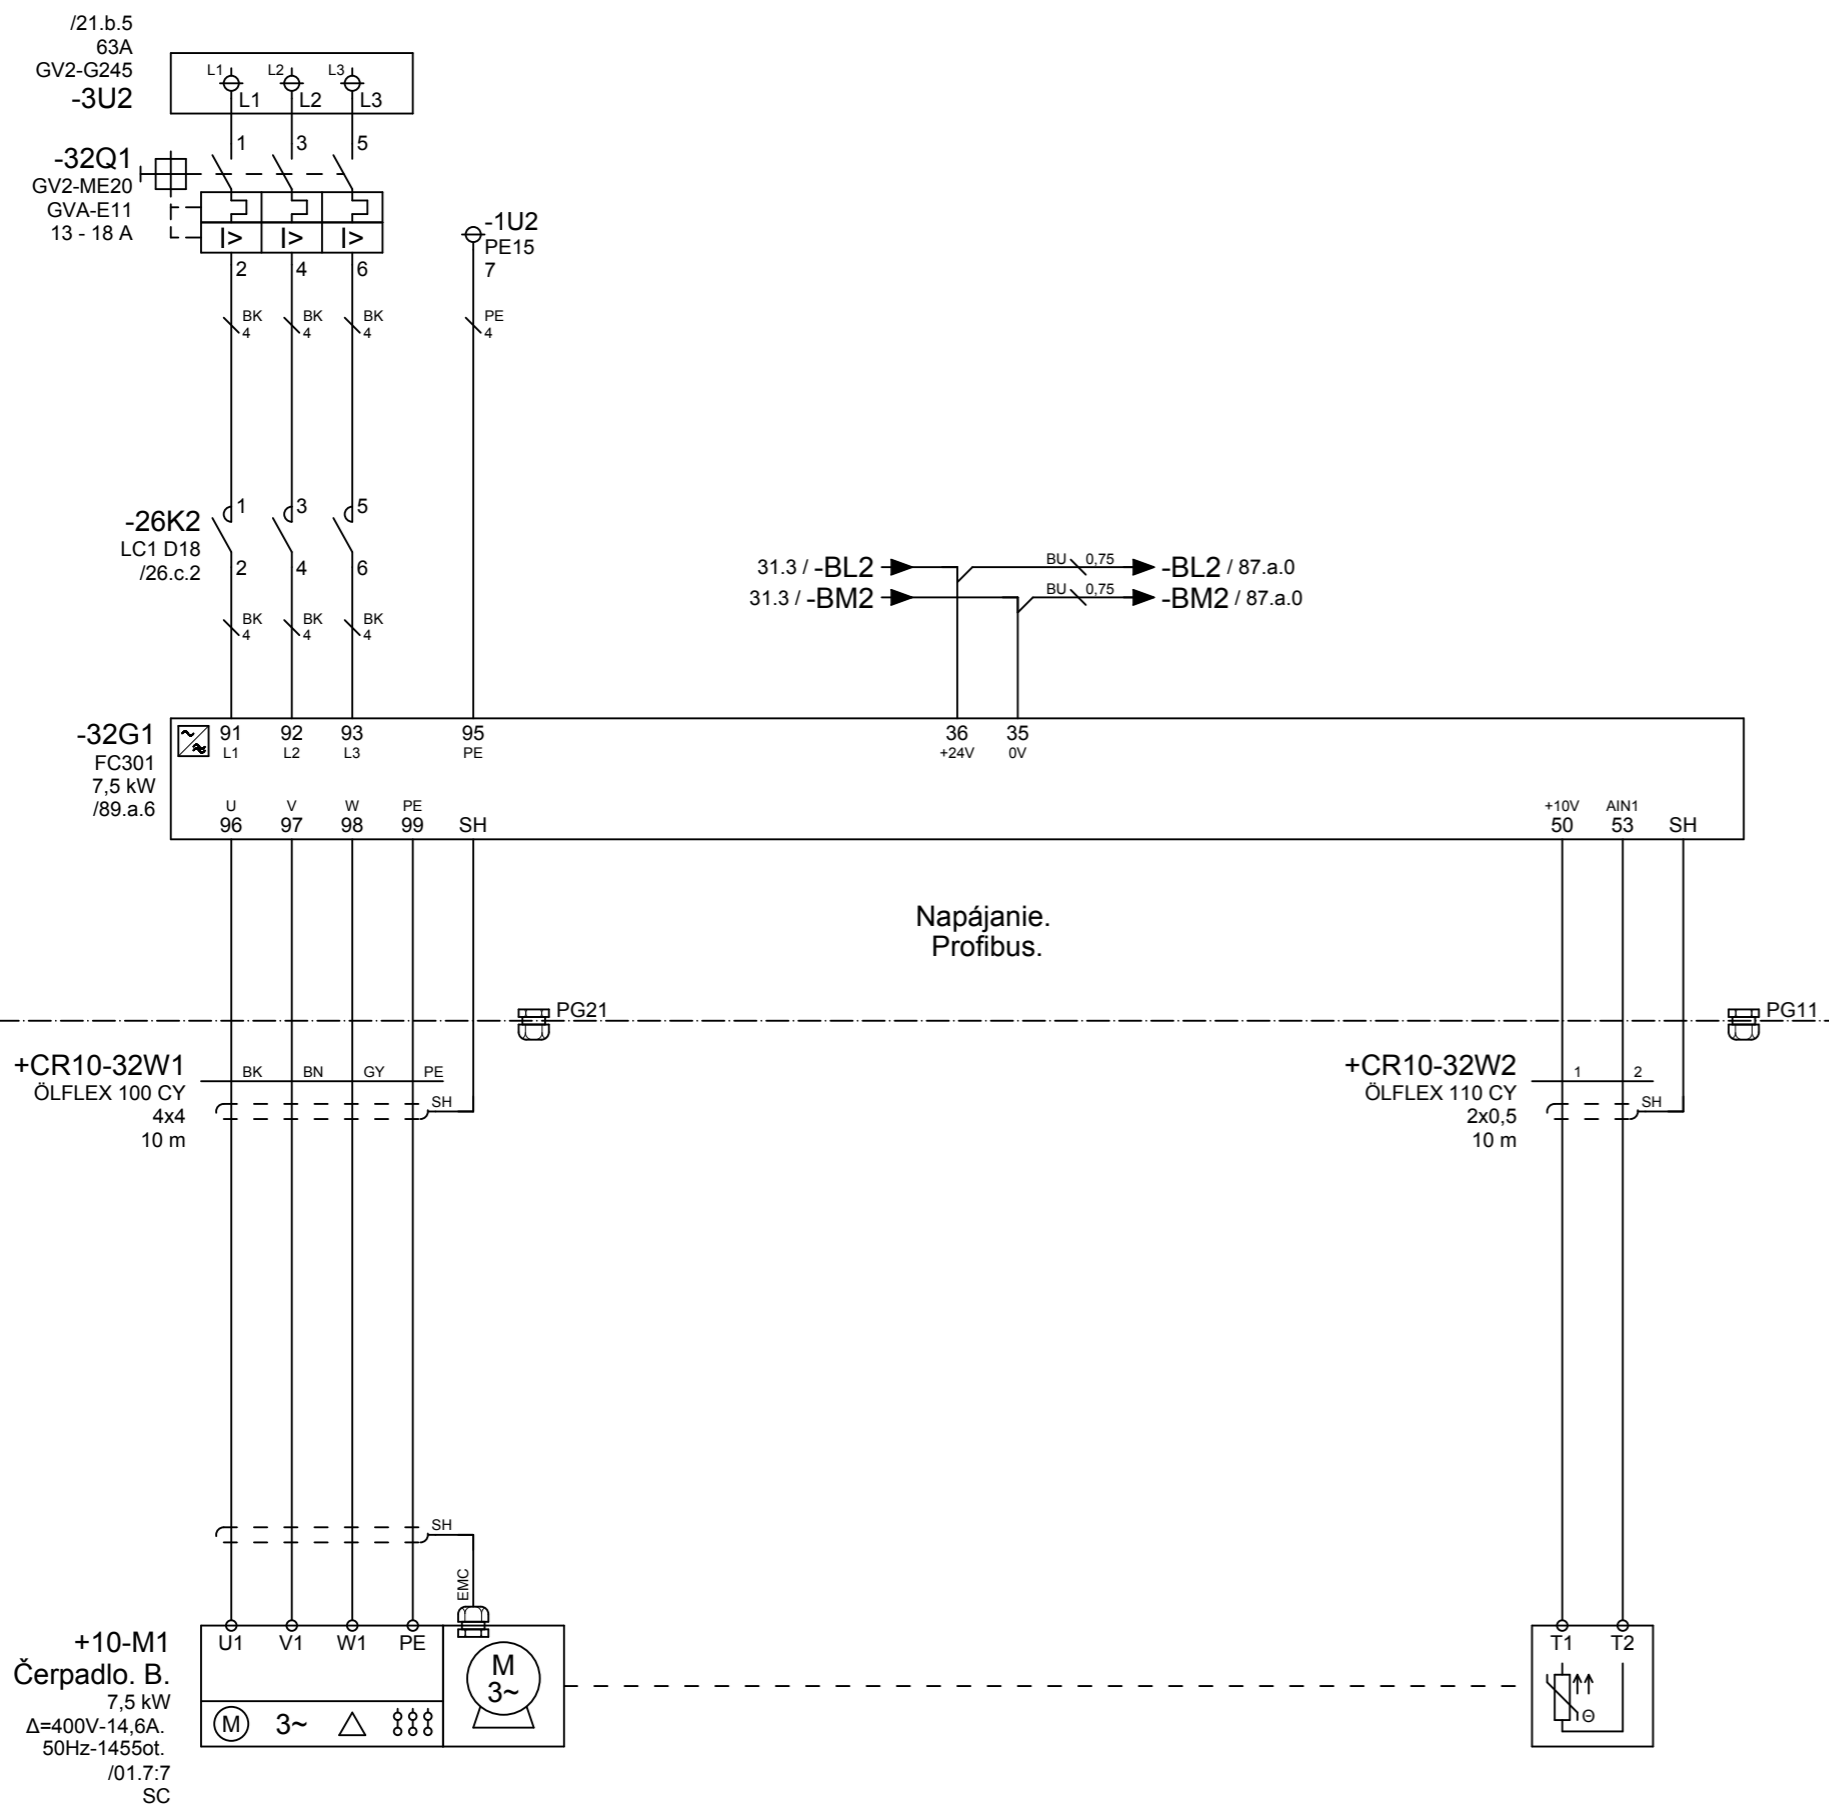 /21.b.5
63A
GV2-G245
-3U2
L1 L2 L3
L1 L2 L3
1 3 5
-32Q1
GV2-ME20
GVA-E11
13 - 18 A
I> I> I>
2 4 6
-1U2
PE15
7
BK BK BK PE
4 4 4 4
1 3 5
-26K2
LC1 D18
/26.c.2
2 4 6
BK BK BK
4 4 4
31.3 / -BL2 BU 0,75 -BL2 / 87.a.0
31.3 / -BM2 BU 0,75 -BM2 / 87.a.0
-32G1
FC301
7,5 kW
/89.a.6
91 92 93 95 36 35
L1 L2 L3 PE +24V 0V
U V W PE +10V AIN1
96 97 98 99 SH 50 53 SH
Napájanie.
Profibus.
PG21
PG11
+CR10-32W1
ÖLFLEX 100 CY
4x4
10 m
BK BN GY PE
SH
+CR10-32W2
ÖLFLEX 110 CY
2x0,5
10 m
1 2
SH
SH
EMC
+10-M1
Čerpadlo. B.
7,5 kW
Δ=400V-14,6A.
50Hz-1455ot.
/01.7:7
SC
U1 V1 W1 PE
M
3~
M 3~
T1 T2
Θ